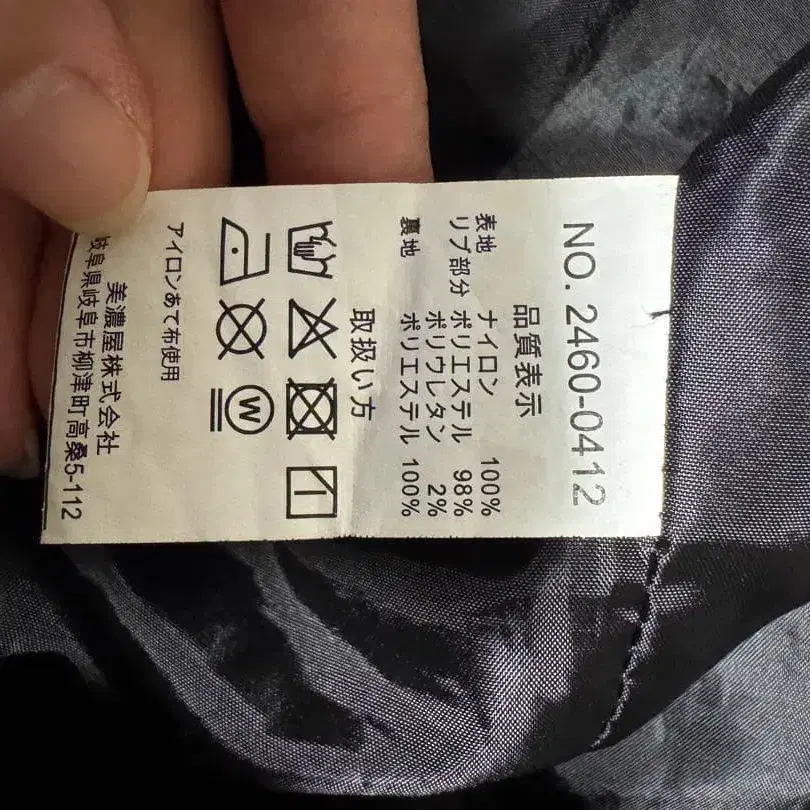 NO. 2460-0412
品質表示
表地 ナイロン 100%
リブ部分 ポリエステル 98%
ポリウレタン 2%
裏地 ポリエステル 100%
取扱い方
W
アイロンあて布使用
美濃屋株式会社
岐阜県岐阜市柳津町高桑5-112